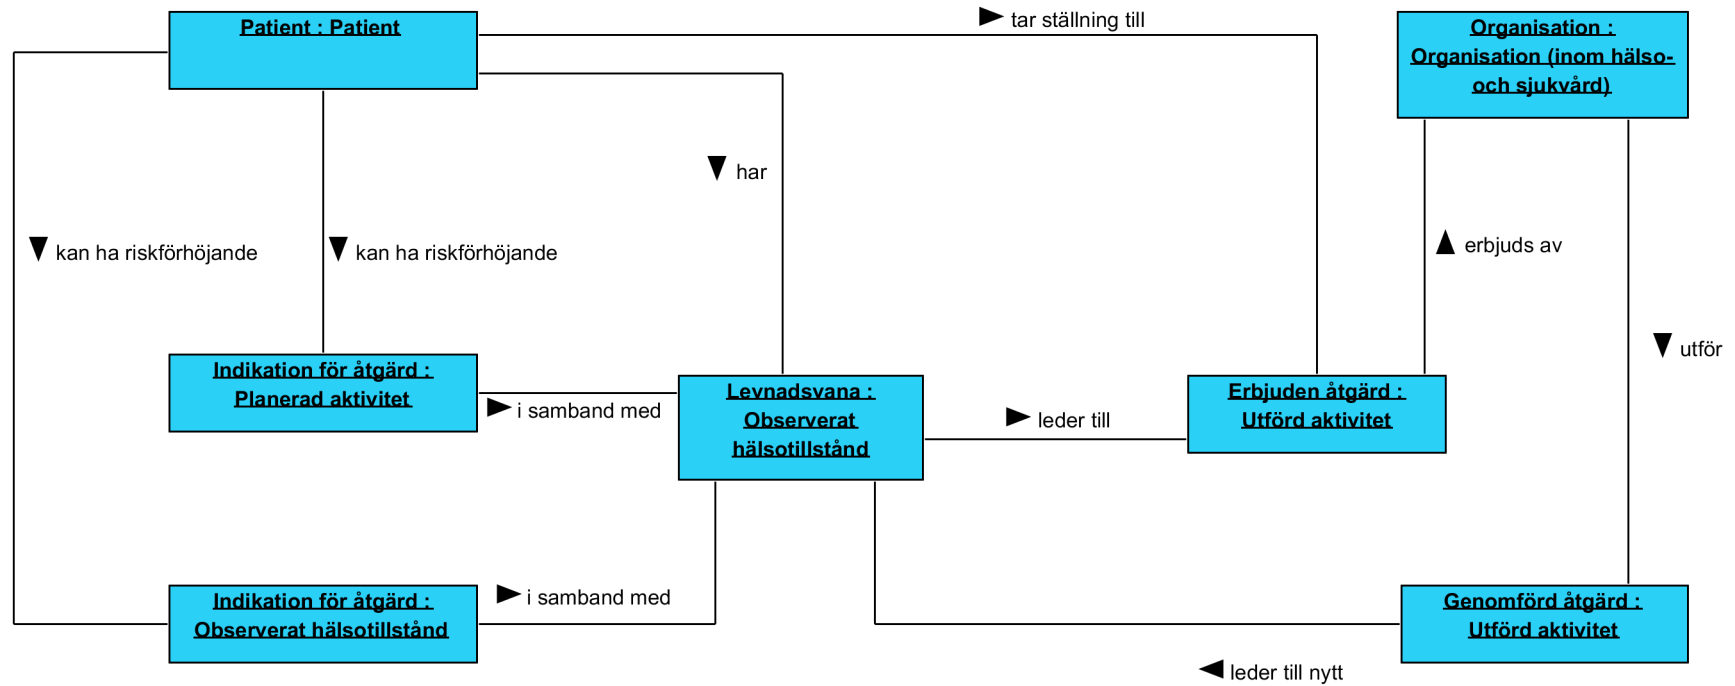 Patient : Patient
tar ställning till
Organisation :
Organisation (inom hälso-
och sjukvård)
har
kan ha riskförhöjande
kan ha riskförhöjande
erbjuds av
utför
Indikation för åtgärd :
Planerad aktivitet
i samband med
Levnadsvana :
Observerat
hälsotillstånd
leder till
Erbjuden åtgärd :
Utförd aktivitet
Indikation för åtgärd :
Observerat hälsotillstånd
i samband med
Genomförd åtgärd :
Utförd aktivitet
leder till nytt